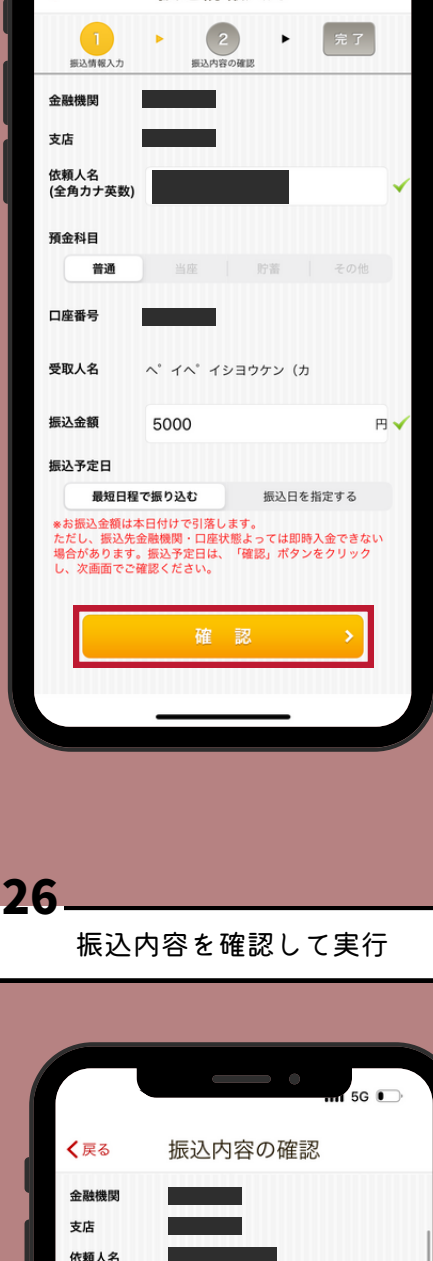 1
2
完了
振込情報入力
振込内容の確認
金融機関
支店
依頼人名
(全角カナ英数)
預金科目
普通 当座 貯蓄 その他
口座番号
受取人名 ペイペイシヨウケン（カ
振込金額 5000 円
振込予定日
最短日程で振り込む 振込日を指定する
※お振込金額は本日付けで引落します。
ただし、振込先金融機関・口座状態よっては即時入金できない
場合があります。振込予定日は、「確認」ボタンをクリック
し、次画面でご確認ください。
確 認
26
振込内容を確認して実行
5G
戻る 振込内容の確認
金融機関
支店
依頼人名